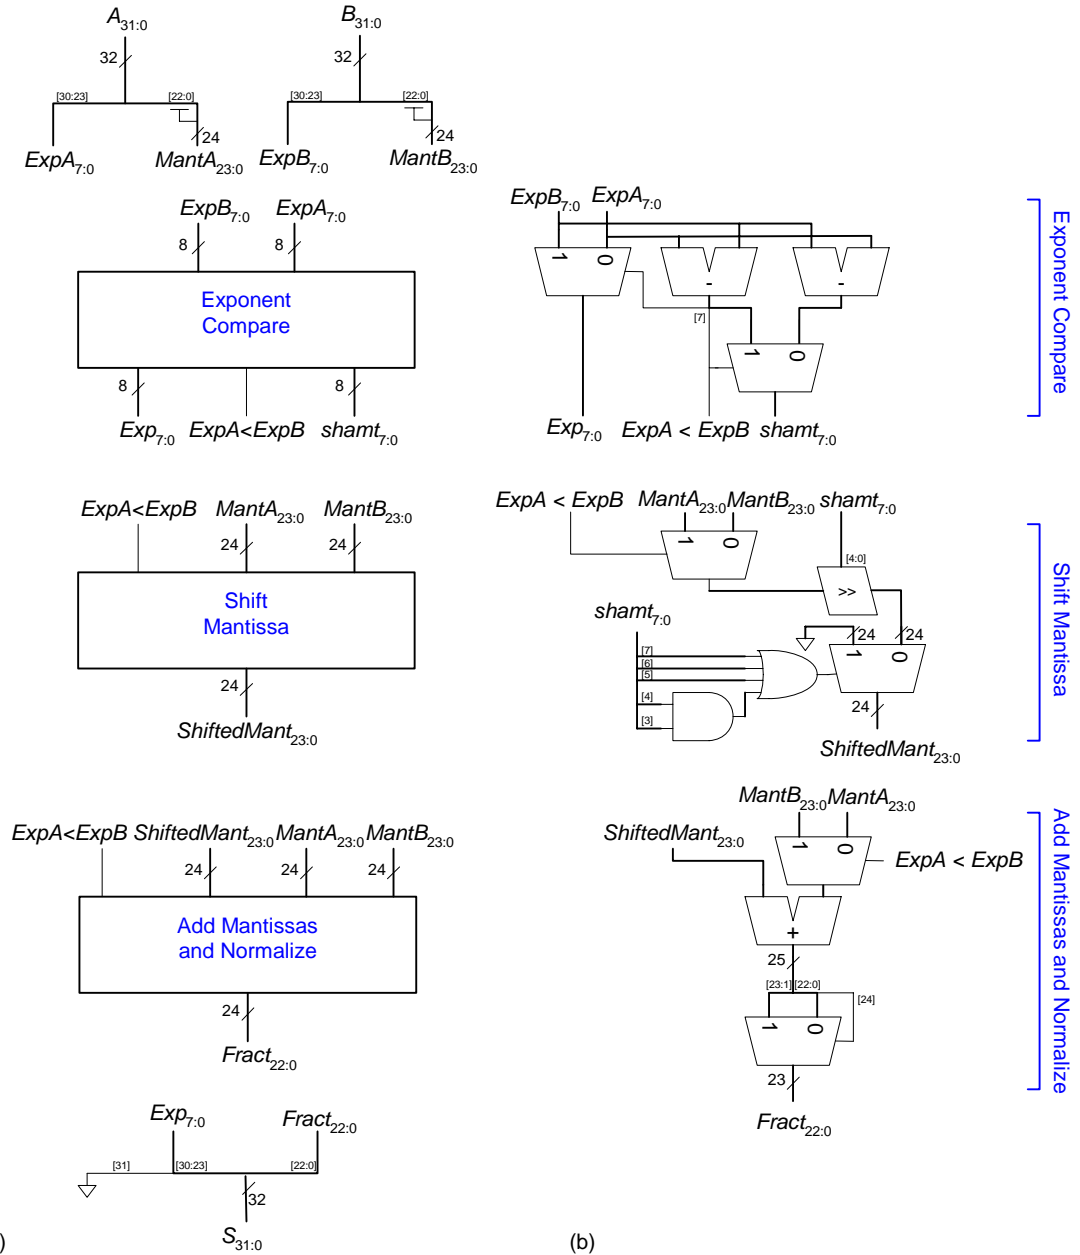 A31:0 B31:0
32 32
[30:23] [22:0] [30:23] [22:0]
24 24
ExpA7:0 MantA23:0 ExpB7:0 MantB23:0
ExpB7:0 ExpA7:0
8 8
Exponent
Compare
8 8
Exp7:0 ExpA<ExpB shamt7:0
ExpA<ExpB MantA23:0 MantB23:0
24 24
Shift
Mantissa
24
ShiftedMant23:0
ExpA<ExpB ShiftedMant23:0 MantA23:0 MantB23:0
24 24 24
Add Mantissas
and Normalize
24
Fract22:0
Exp7:0 Fract22:0
[31] [30:23] [22:0]
32
S31:0
)
ExpB7:0 ExpA7:0
1 0 - -
[7]
1 0
Exp7:0 ExpA < ExpB shamt7:0
Exponent Compare
ExpA < ExpB MantA23:0 MantB23:0 shamt7:0
1 0
[4:0]
>>
shamt7:0
24 24
1 0
[7]
[6]
[5]
[4]
[3]
24
ShiftedMant23:0
Shift Mantissa
MantB23:0 MantA23:0
ShiftedMant23:0
1 0
ExpA < ExpB
+
25
[23:1] [22:0]
[24]
1 0
23
Fract22:0
Add Mantissas and Normalize
(b)